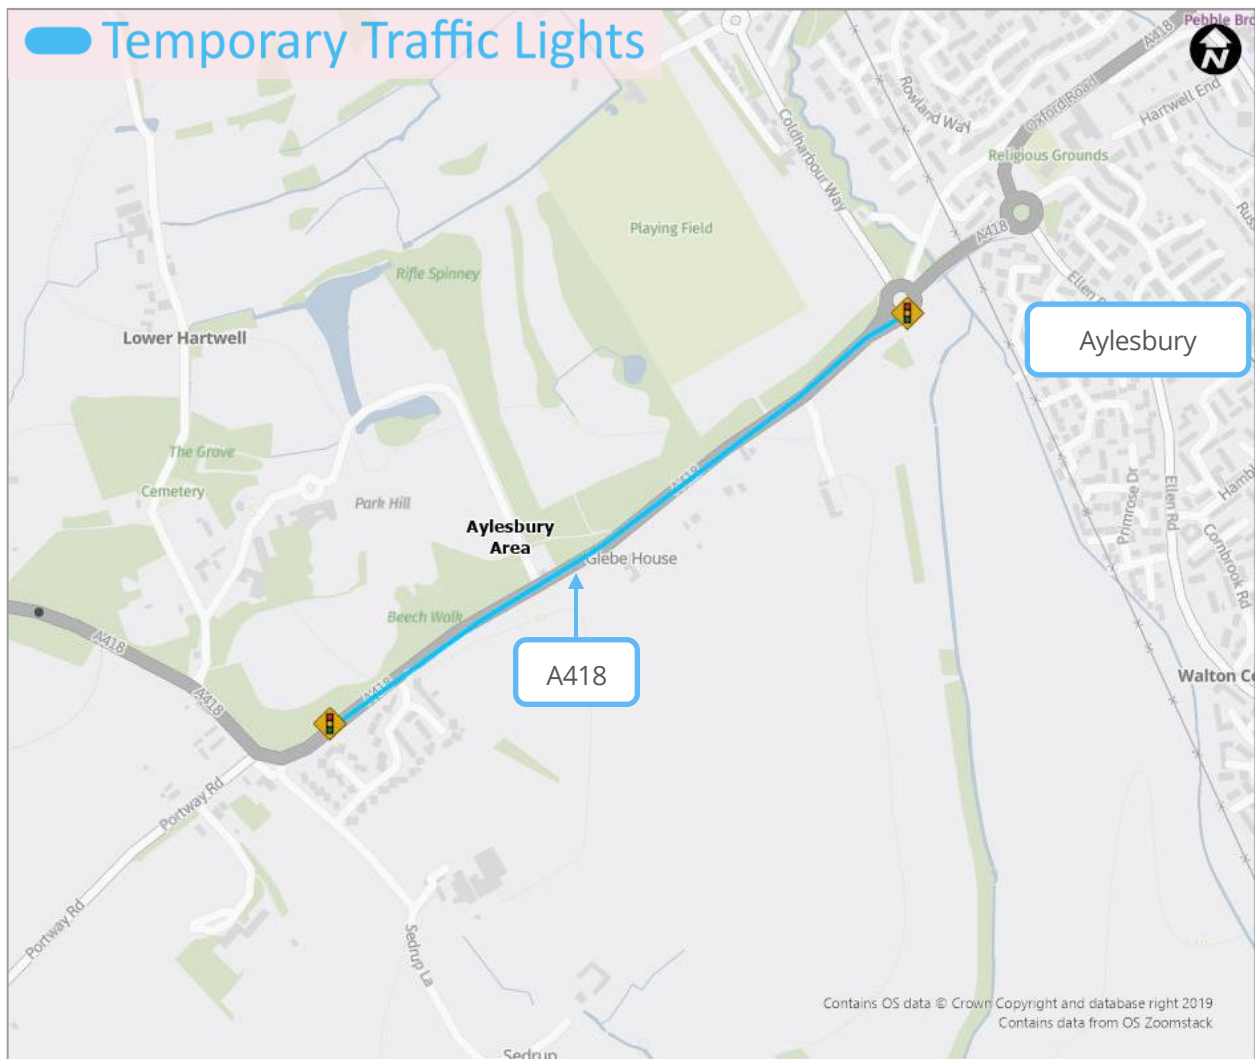 Temporary Traffic Lights
Pebble Bro
A418
N
Rowland Way
Hartwell End
Oxford Road
Coldharbour Way
Religious Grounds
Playing Field
A418
Rifle Spinney
Lower Hartwell
Aylesbury
The Grove
Cemetery
Park Hill
A418
Aylesbury
Area
Glebe House
Primrose Dr
Ellen Rd
Cornbrook Rd
Beech Walk
A418
A418
A418
A418
Walton Co
Portway Rd
Portway Rd
Sedrup La
Contains OS data © Crown Copyright and database right 2019
Contains data from OS Zoomstack
Sedrup